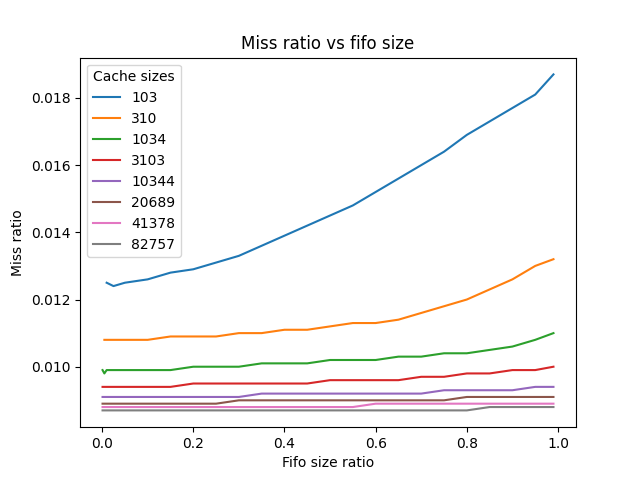 Miss ratio vs fifo size
Cache sizes
103
310
1034
3103
10344
20689
41378
82757
0.018
0.016
0.014
0.012
0.010
Miss ratio
0.0 0.2 0.4 0.6 0.8 1.0
Fifo size ratio